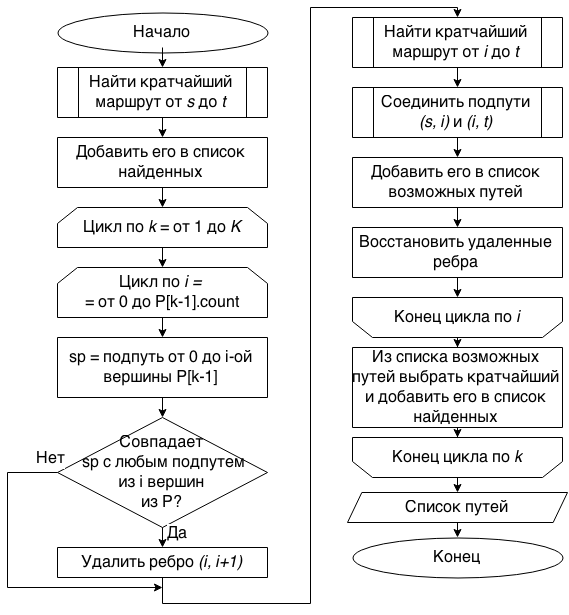 Начало
Найти кратчайший
маршрут от s до t
Добавить его в список
найденных
Цикл по k = от 1 до K
Цикл по i =
= от 0 до P[k-1].count
sp = подпуть от 0 до i-ой
вершины P[k-1]
Совпадает
sp с любым подпутем
из i вершин
из P?
Нет
Да
Удалить ребро (i, i+1)
Найти кратчайший
маршрут от i до t
Соединить подпути
(s, i) и (i, t)
Добавить его в список
возможных путей
Восстановить удаленные
ребра
Конец цикла по i
Из списка возможных
путей выбрать кратчайший
и добавить его в список
найденных
Конец цикла по k
Список путей
Конец